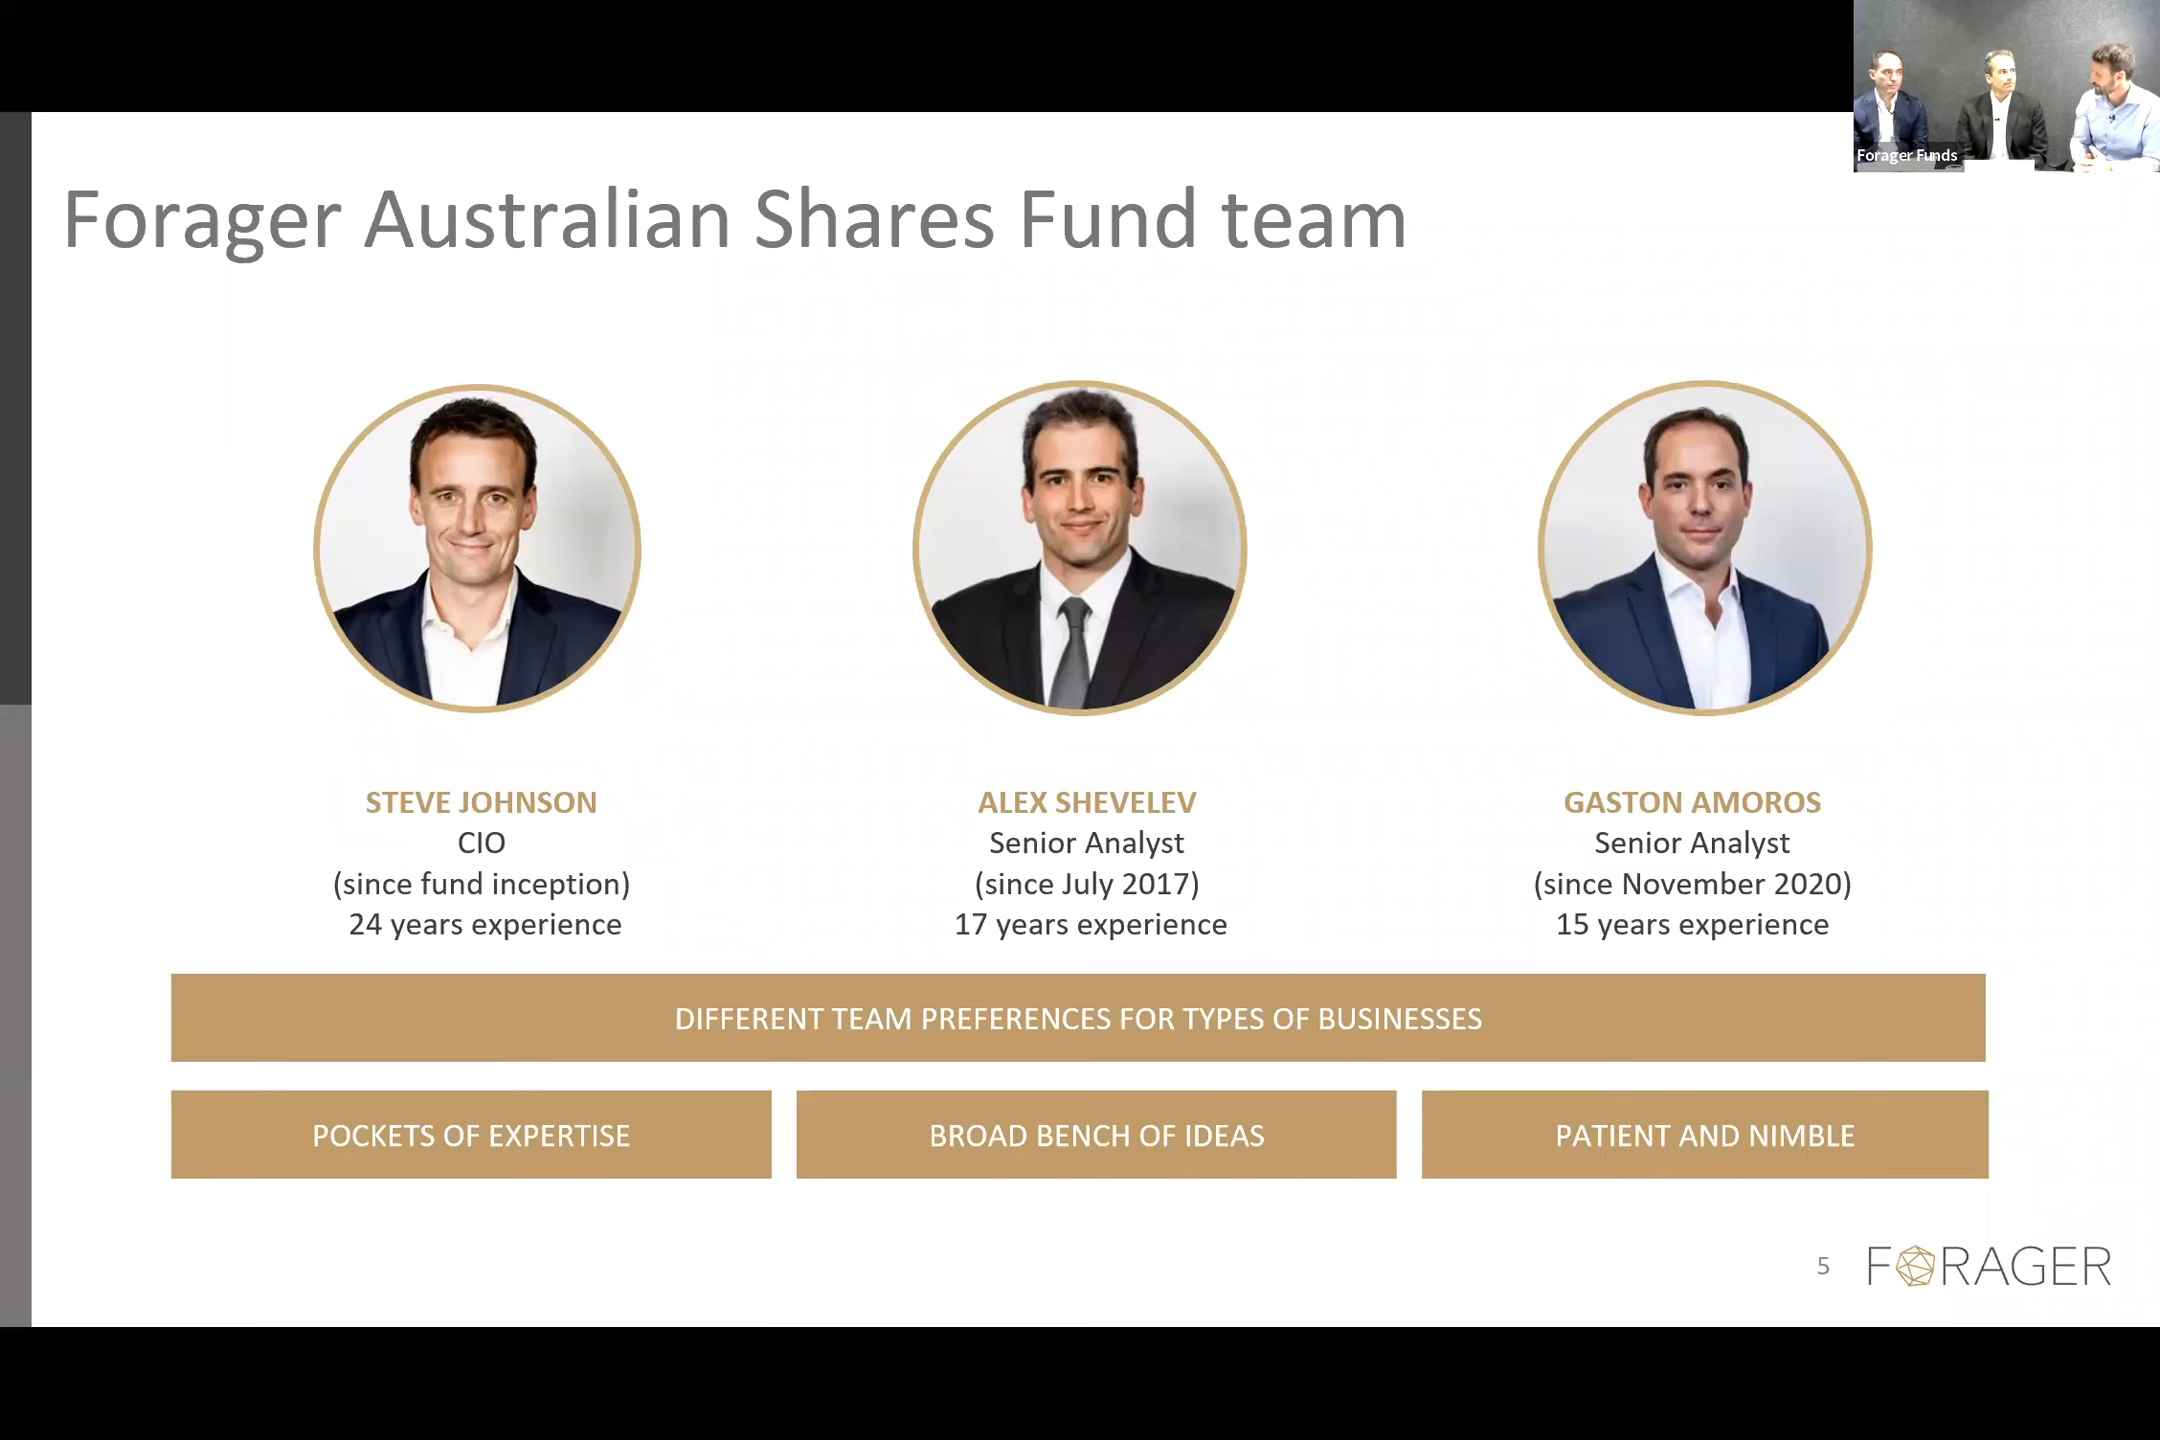 Forager Funds
Forager Australian Shares Fund team
STEVE JOHNSON
CIO
(since fund inception)
24 years experience
ALEX SHEVELEV
Senior Analyst
(since July 2017)
17 years experience
GASTON AMOROS
Senior Analyst
(since November 2020)
15 years experience
DIFFERENT TEAM PREFERENCES FOR TYPES OF BUSINESSES
POCKETS OF EXPERTISE
BROAD BENCH OF IDEAS
PATIENT AND NIMBLE
5
FORAGER